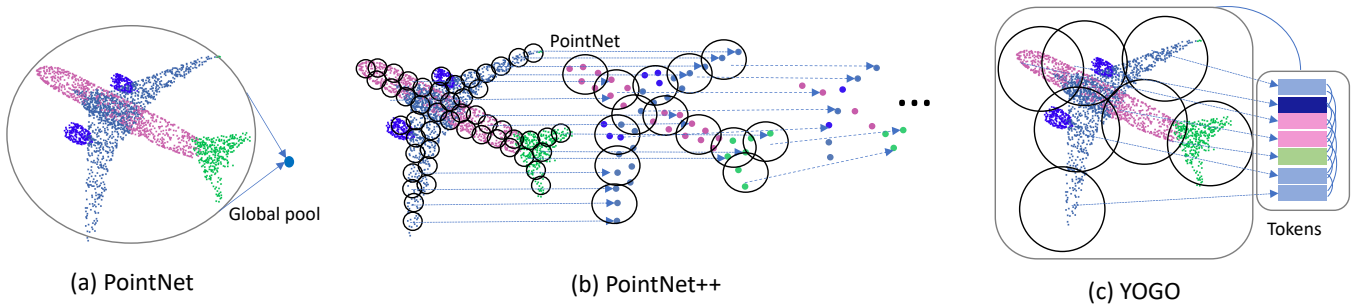 PointNet
Global pool
Tokens
(a) PointNet
(b) PointNet++
(c) YOGO